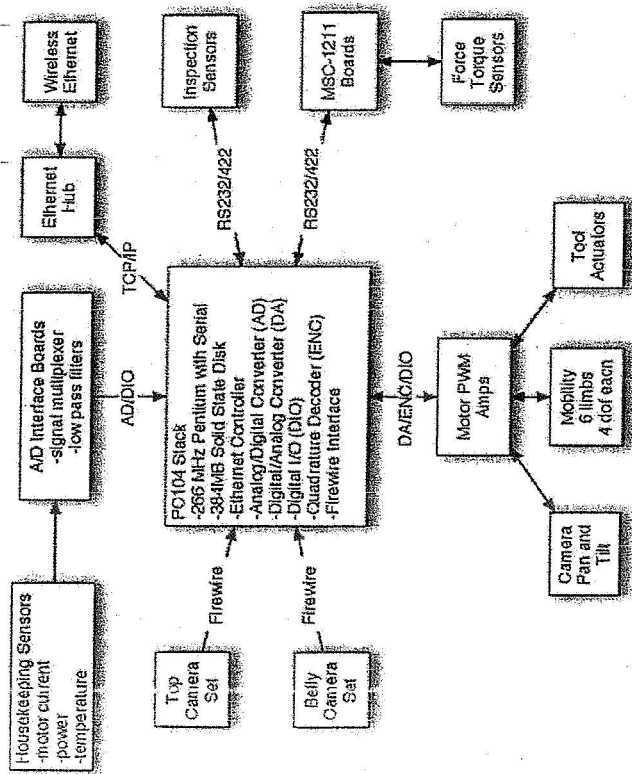 Housekeeping Sensors
-motor current
-power
-temperature
A/D Interface Boards
-signal multiplexer
-low pass filters
Ethernet
Hub
Wireless
Ethernet
AD/DIO
TCP/IP
Top
Camera
Set
Firewire
Belly
Camera
Set
Firewire
PC104 Stack
-266 MHz Pentium with Serial
-384MB Solid State Disk
-Ethernet Controller
-Analog/Digital Converter (AD)
-Digital/Analog Converter (DA)
-Digital I/O (DIO)
-Quadrature Decoder (ENC)
-Firewire Interface
RS232/422
Inspection
Sensors
RS232/422
MSC-1211
Boards
DA/ENC/DIO
Motor PWM
Amps
Force
Torque
Sensors
Camera
Pan and
Tilt
Mobility
6 limbs
4 dof each
Tool
Actuators